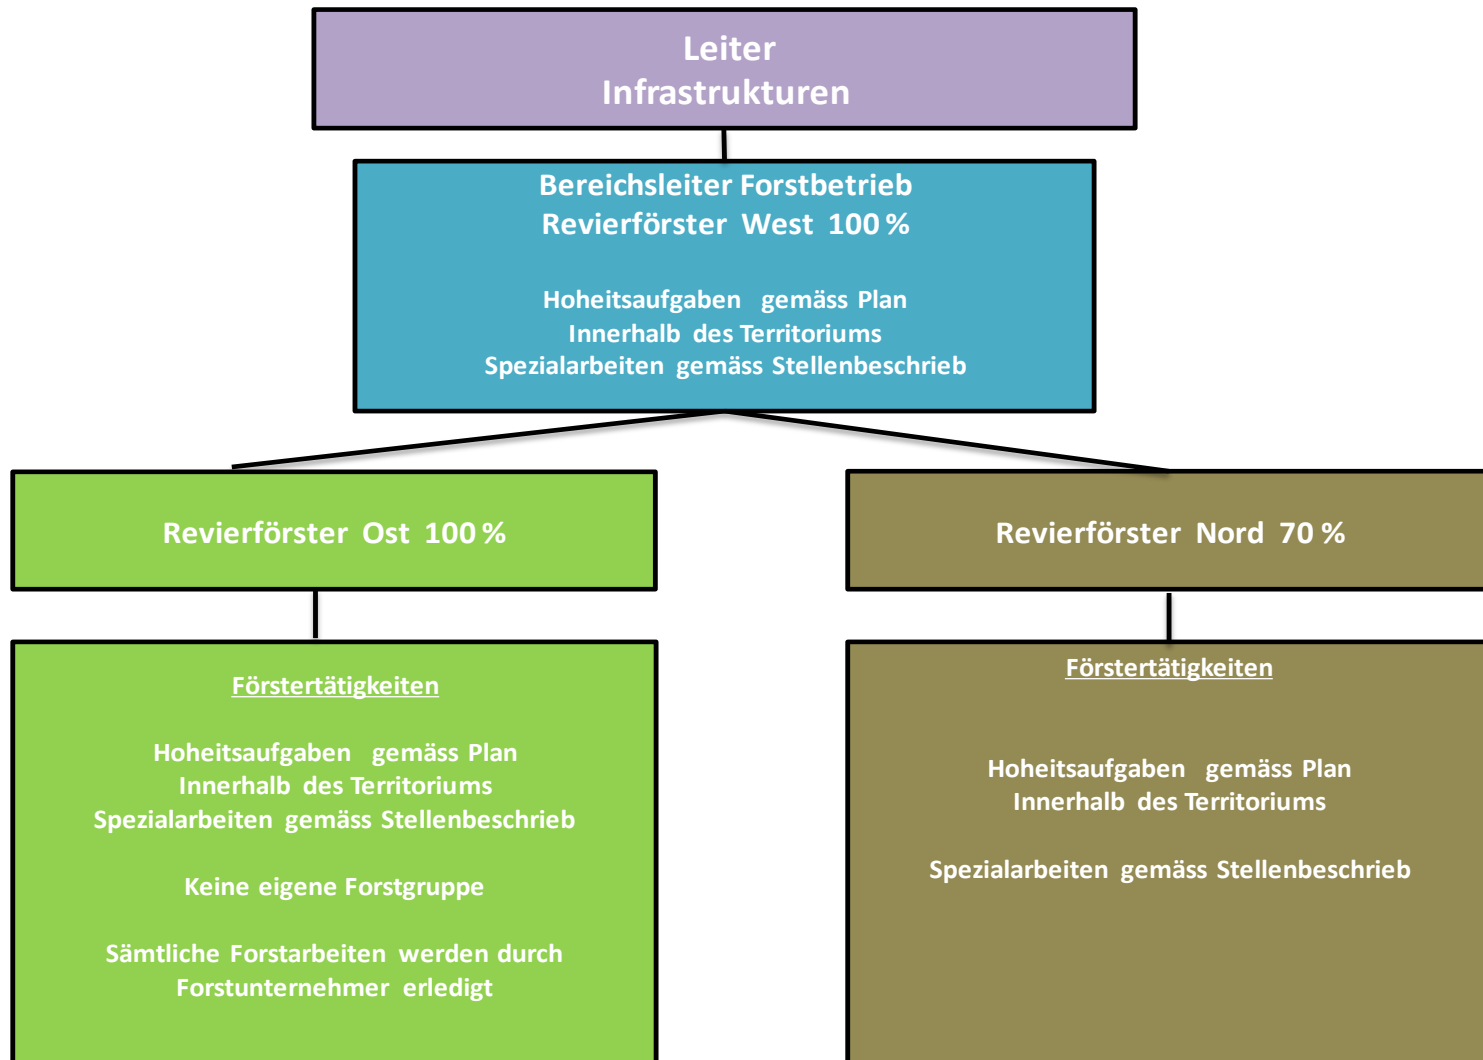 Leiter
Infrastrukturen
Bereichsleiter Forstbetrieb
Revierförster West 100 %
Hoheitsaufgaben gemäss Plan
Innerhalb des Territoriums
Spezialarbeiten gemäss Stellenbeschrieb
Revierförster Ost 100 %
Förstertätigkeiten
Hoheitsaufgaben gemäss Plan
Innerhalb des Territoriums
Spezialarbeiten gemäss Stellenbeschrieb
Keine eigene Forstgruppe
Sämtliche Forstarbeiten werden durch
Forstunternehmer erledigt
Revierförster Nord 70 %
Förstertätigkeiten
Hoheitsaufgaben gemäss Plan
Innerhalb des Territoriums
Spezialarbeiten gemäss Stellenbeschrieb